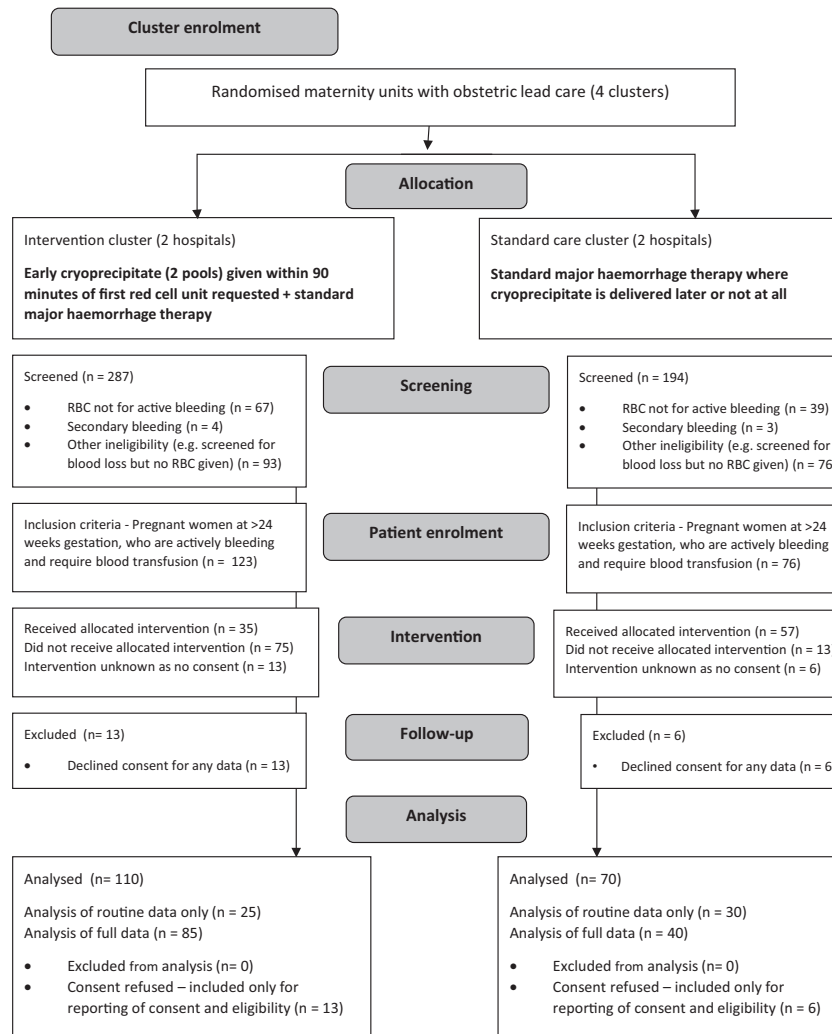 Cluster enrolment
Randomised maternity units with obstetric lead care (4 clusters)
Allocation
Intervention cluster (2 hospitals)
Early cryoprecipitate (2 pools) given within 90
minutes of first red cell unit requested + standard
major haemorrhage therapy
Standard care cluster (2 hospitals)
Standard major haemorrhage therapy where
cryoprecipitate is delivered later or not at all
Screening
Screened (n = 287)
• RBC not for active bleeding (n = 67)
• Secondary bleeding (n = 4)
• Other ineligibility (e.g. screened for
blood loss but no RBC given) (n = 93)
Screened (n = 194)
• RBC not for active bleeding (n = 39)
• Secondary bleeding (n = 3)
• Other ineligibility (e.g. screened for
blood loss but no RBC given) (n = 76
Patient enrolment
Inclusion criteria - Pregnant women at >24
weeks gestation, who are actively bleeding
and require blood transfusion (n = 123)
Inclusion criteria - Pregnant women at >24
weeks gestation, who are actively bleeding
and require blood transfusion (n = 76)
Intervention
Received allocated intervention (n = 35)
Did not receive allocated intervention (n = 75)
Intervention unknown as no consent (n = 13)
Received allocated intervention (n = 57)
Did not receive allocated intervention (n = 13
Intervention unknown as no consent (n = 6)
Follow-up
Excluded (n= 13)
• Declined consent for any data (n = 13)
Excluded (n = 6)
• Declined consent for any data (n = 6
Analysis
Analysed (n= 110)
Analysis of routine data only (n = 25)
Analysis of full data (n = 85)
• Excluded from analysis (n= 0)
• Consent refused – included only for
reporting of consent and eligibility (n = 13)
Analysed (n= 70)
Analysis of routine data only (n = 30)
Analysis of full data (n = 40)
• Excluded from analysis (n= 0)
• Consent refused – included only for
reporting of consent and eligibility (n = 6)